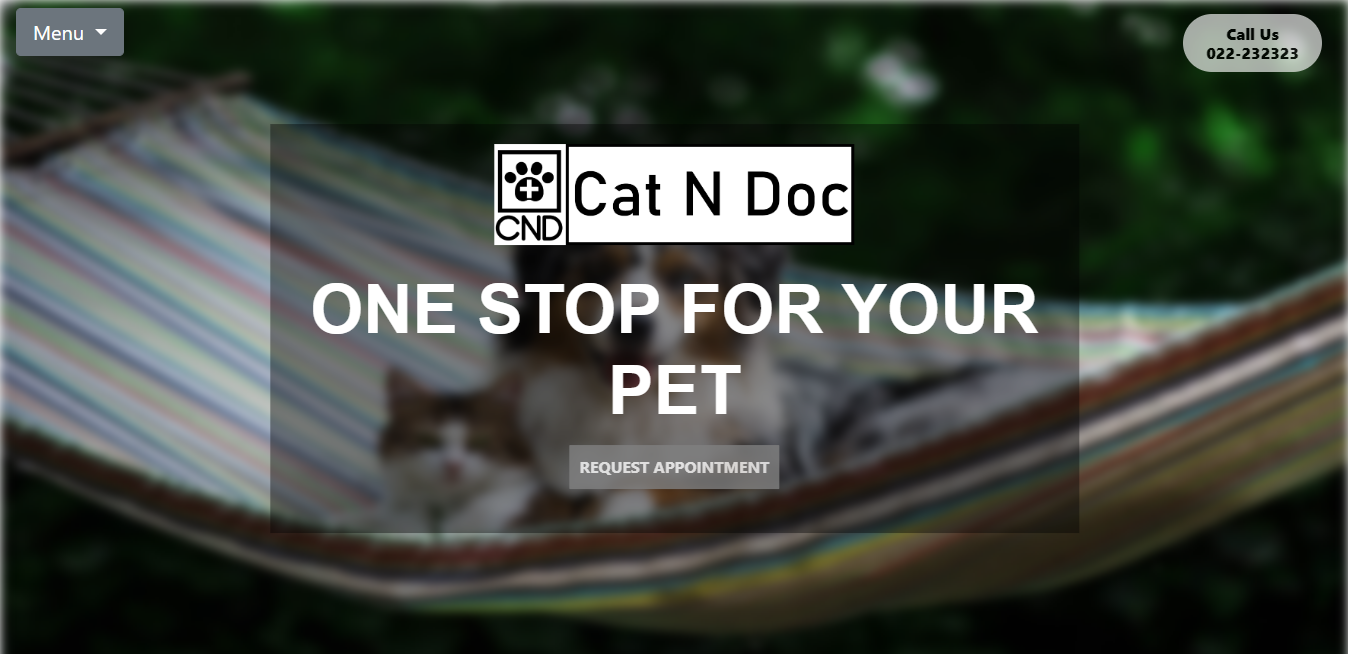 Menu
Call Us
022-232323
CND
Cat N Doc
ONE STOP FOR YOUR
PET
REQUEST APPOINTMENT